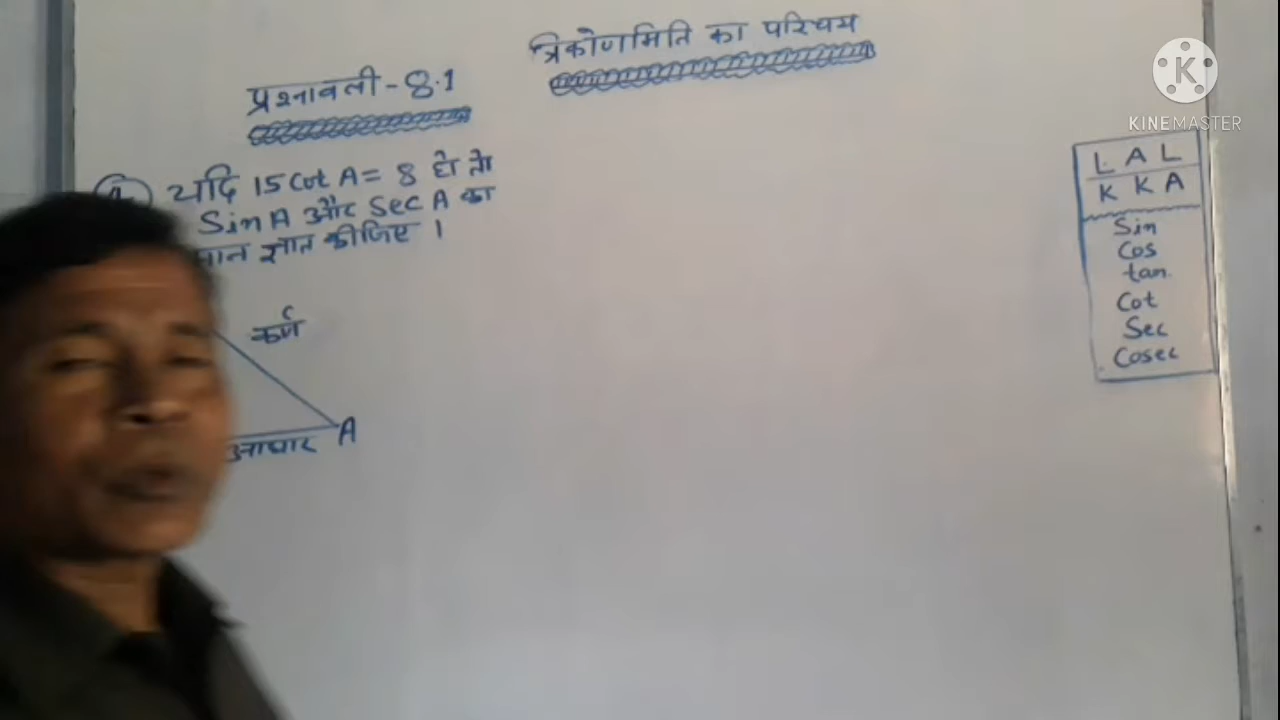 त्रिकोणमिति का परिचय
प्रश्नावली - 8.1
यदि 15 Cot A = 8 हो तो
Sin A और Sec A का
मान ज्ञात कीजिए ।
कर्ण
आधार A
L A L
K K A
Sin
Cos
tan
Cot
Sec
Cosec
K
KINEMASTER